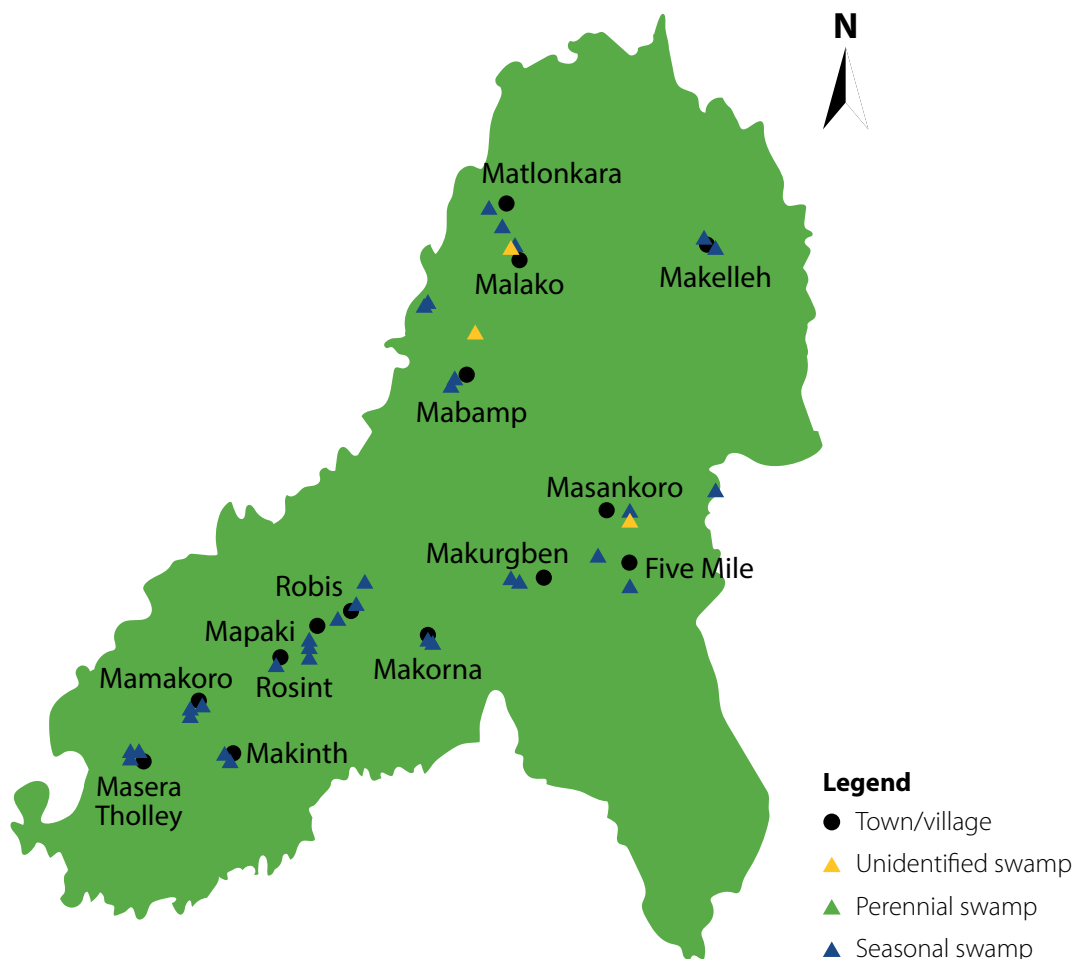 N
Matlonkara
Malako
Makelleh
Mabamp
Masankoro
Makurgben
Five Mile
Robis
Mapaki
Makorna
Rosint
Mamakoro
Makinth
Masera
Tholley
Legend
Town/village
Unidentified swamp
Perennial swamp
Seasonal swamp